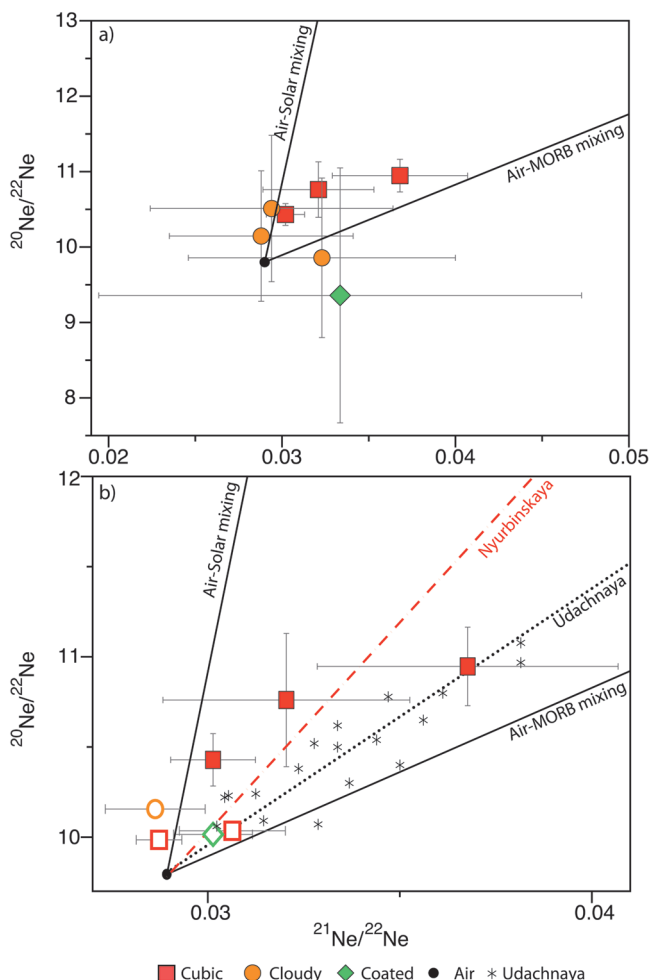 a)
13
12
11
10
9
8
20Ne/22Ne
Air-Solar mixing
Air-MORB mixing
0.02 0.03 0.04 0.05
b)
12
11
10
20Ne/22Ne
Air-Solar mixing
Nyurbinskaya
Udachnaya
Air-MORB mixing
0.03 0.04
21Ne/22Ne
Cubic Cloudy Coated Air Udachnaya